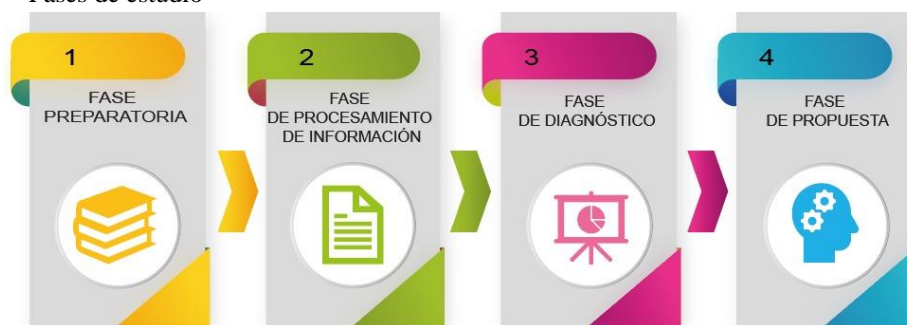 Fases de estudio
1
FASE
PREPARATORIA
2
FASE
DE PROCESAMIENTO
DE INFORMACIÓN
3
FASE
DE DIAGNÓSTICO
4
FASE
DE PROPUESTA